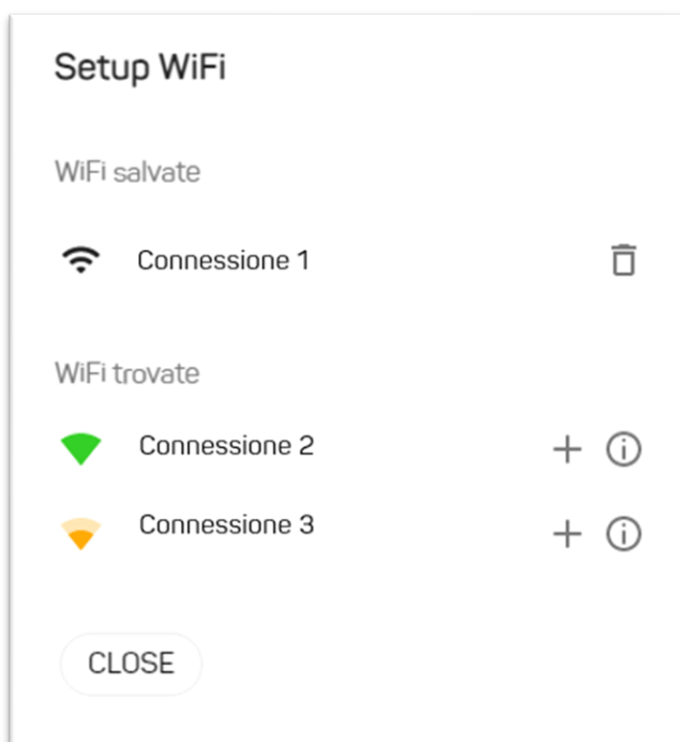 Setup WiFi
WiFi salvate
Connessione 1
WiFi trovate
Connessione 2
Connessione 3
CLOSE